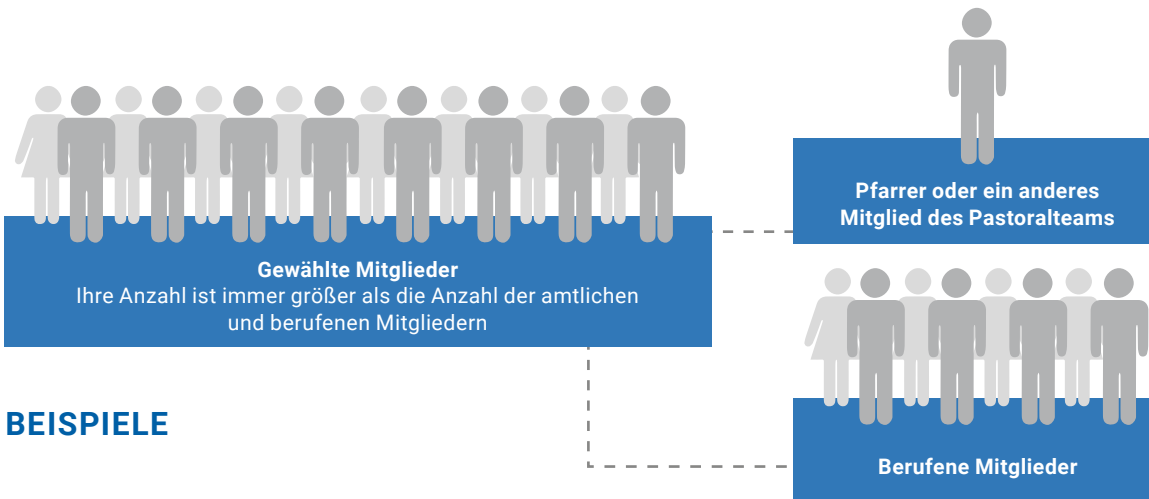 Pfarrer oder ein anderes
Mitglied des Pastoralteams
Gewählte Mitglieder
Ihre Anzahl ist immer größer als die Anzahl der amtlichen
und berufenen Mitgliedern
BEISPIELE
Berufene Mitglieder